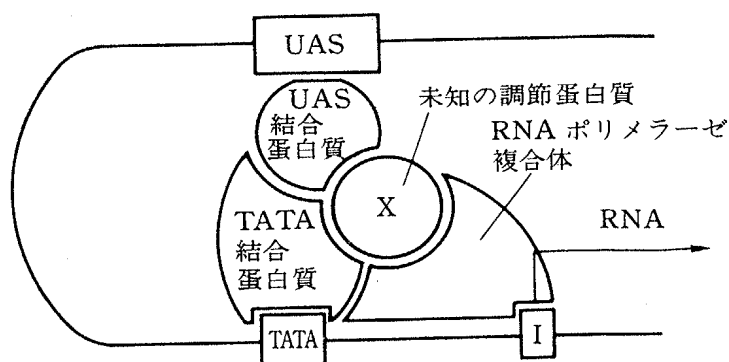 UAS
UAS
結合
蛋白質
未知の調節蛋白質
RNA ポリメラーゼ
複合体
X
TATA
結合
蛋白質
RNA
TATA
I